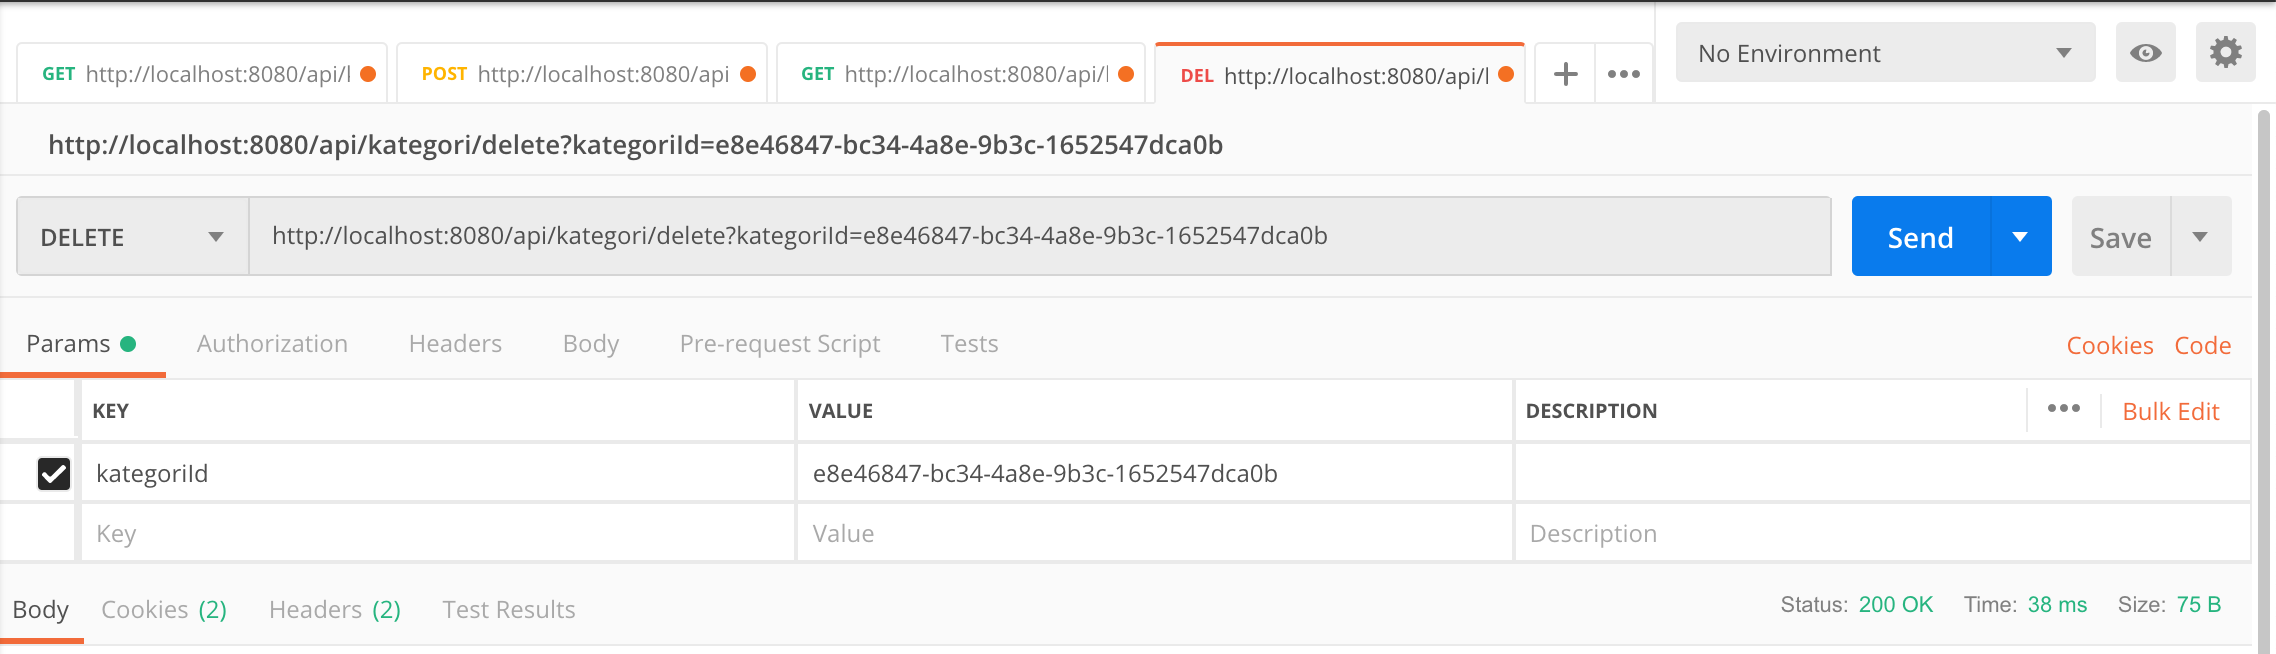 GET http://localhost:8080/api/l POST http://localhost:8080/api GET http://localhost:8080/api/l DEL http://localhost:8080/api/l No Environment
http://localhost:8080/api/kategori/delete?kategoriId=e8e46847-bc34-4a8e-9b3c-1652547dca0b
DELETE http://localhost:8080/api/kategori/delete?kategoriId=e8e46847-bc34-4a8e-9b3c-1652547dca0b Send Save
Params Authorization Headers Body Pre-request Script Tests Cookies Code
KEY VALUE DESCRIPTION Bulk Edit
kategoriId e8e46847-bc34-4a8e-9b3c-1652547dca0b
Key Value Description
Body Cookies (2) Headers (2) Test Results Status: 200 OK Time: 38 ms Size: 75 B